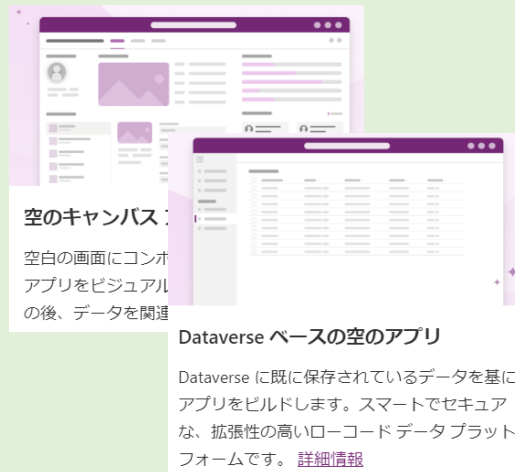 空のキャンバス
空白の画面にコンポ
アプリをビジュアル
の後、データを関連
Dataverse ベースの空のアプリ
Dataverse に既に保存されているデータを基に
アプリをビルドします。スマートでセキュア
な、拡張性の高いローコード データ プラット
フォームです。 詳細情報